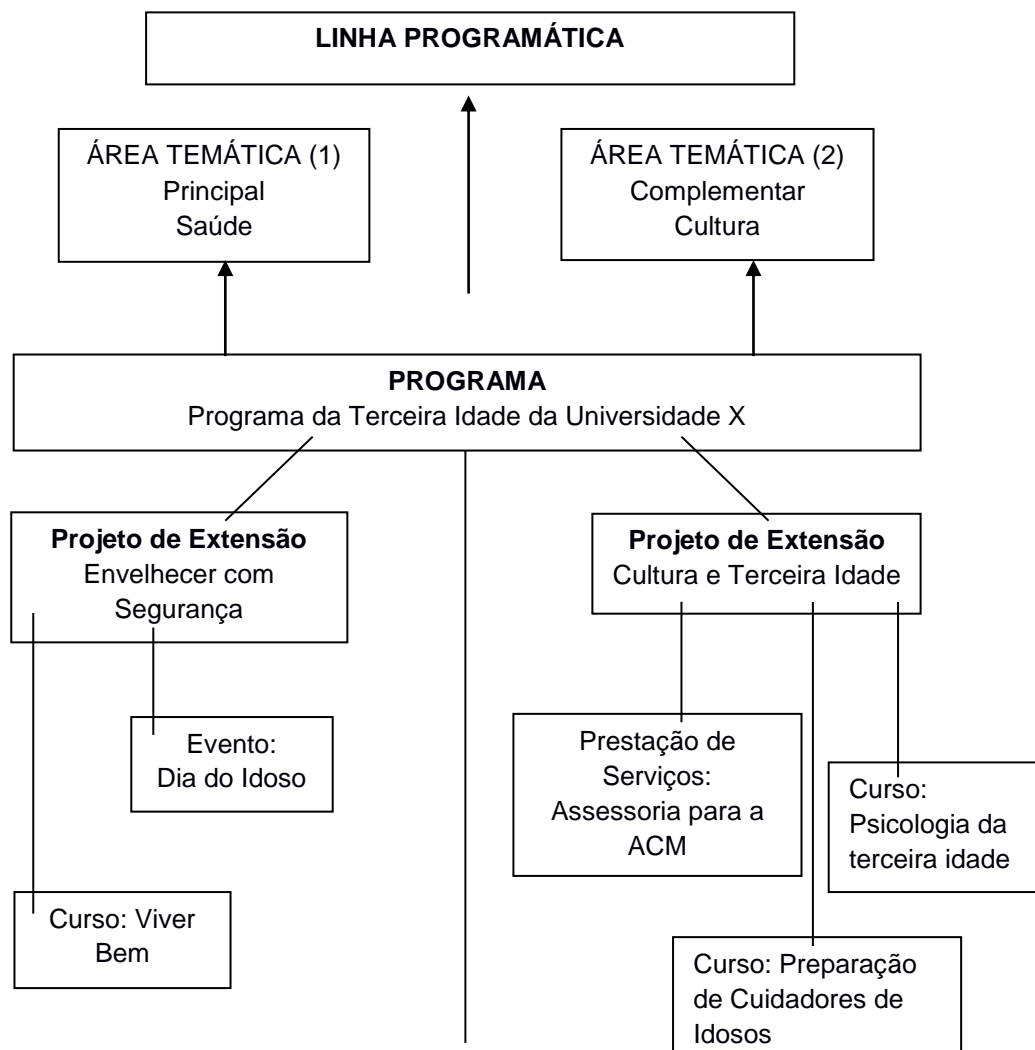 LINHA PROGRAMÁTICA
ÁREA TEMÁTICA (1)
Principal
Saúde
ÁREA TEMÁTICA (2)
Complementar
Cultura
PROGRAMA
Programa da Terceira Idade da Universidade X
Projeto de Extensão
Envelhecer com
Segurança
Projeto de Extensão
Cultura e Terceira Idade
Evento:
Dia do Idoso
Prestação de
Serviços:
Assessoria para a
ACM
Curso:
Psicologia da
terceira idade
Curso: Viver
Bem
Curso: Preparação
de Cuidadores de
Idosos